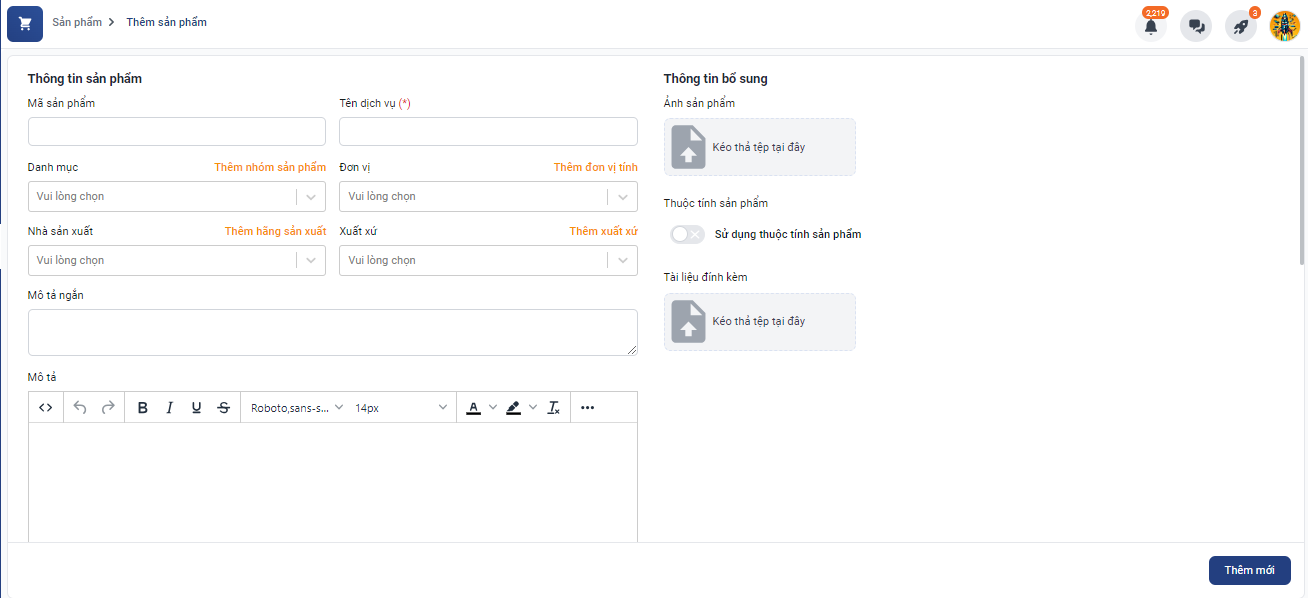 Sản phẩm > Thêm sản phẩm
2,219
3
Thông tin sản phẩm
Mã sản phẩm
Tên dịch vụ (*)
Danh mục
Thêm nhóm sản phẩm
Đơn vị
Thêm đơn vị tính
Vui lòng chọn
Vui lòng chọn
Nhà sản xuất
Thêm hãng sản xuất
Xuất xứ
Thêm xuất xứ
Vui lòng chọn
Vui lòng chọn
Mô tả ngắn
Mô tả
B I U S Roboto,sans-s... 14px A
Thông tin bổ sung
Ảnh sản phẩm
Kéo thả tệp tại đây
Thuộc tính sản phẩm
Sử dụng thuộc tính sản phẩm
Tài liệu đính kèm
Kéo thả tệp tại đây
Thêm mới